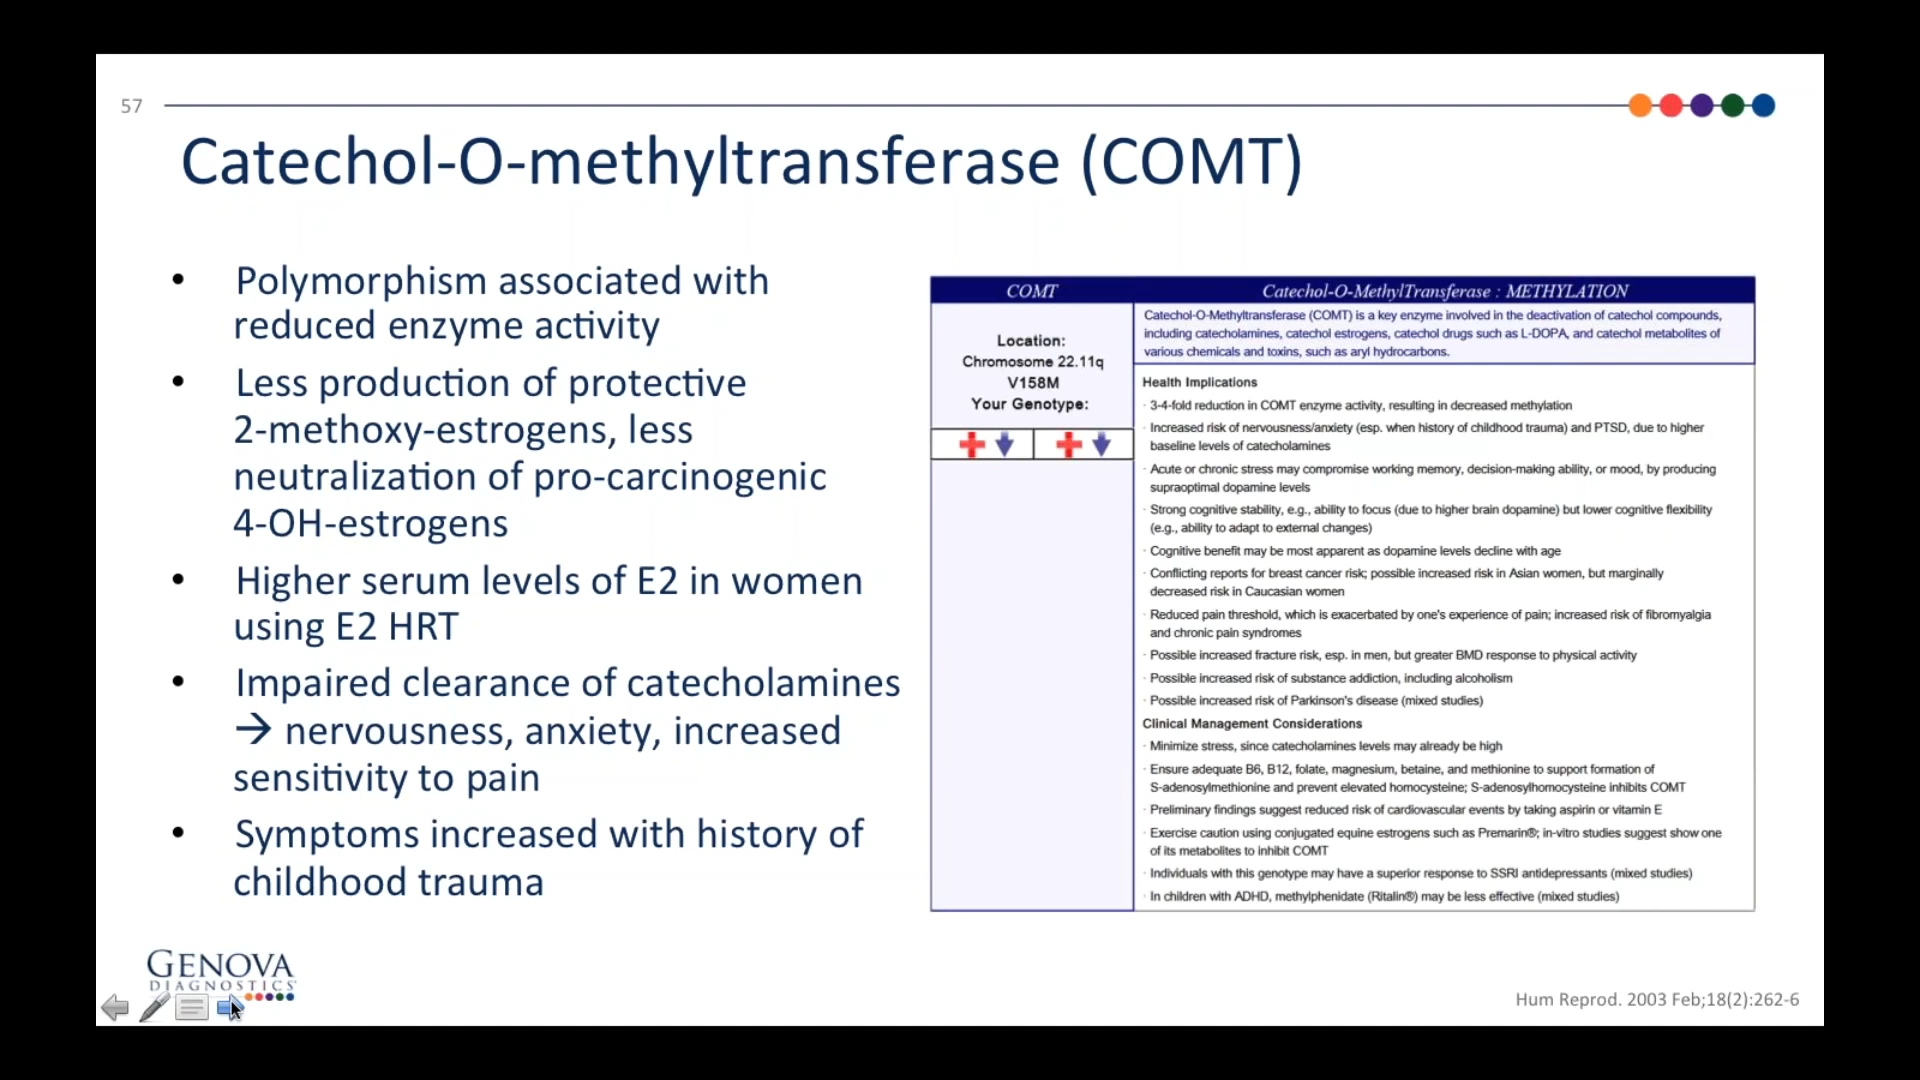 57
Catechol-O-methyltransferase (COMT)
• Polymorphism associated with
reduced enzyme activity
• Less production of protective
2-methoxy-estrogens, less
neutralization of pro-carcinogenic
4-OH-estrogens
• Higher serum levels of E2 in women
using E2 HRT
• Impaired clearance of catecholamines
→ nervousness, anxiety, increased
sensitivity to pain
• Symptoms increased with history of
childhood trauma
COMT
Location:
Chromosome 22.11q
V158M
Your Genotype:
Catechol-O-MethylTransferase : METHYLATION
Catechol-O-Methyltransferase (COMT) is a key enzyme involved in the deactivation of catechol compounds,
including catecholamines, catechol estrogens, catechol drugs such as L-DOPA, and catechol metabolites of
various chemicals and toxins, such as aryl hydrocarbons.
Health Implications
· 3-4-fold reduction in COMT enzyme activity, resulting in decreased methylation
· Increased risk of nervousness/anxiety (esp. when history of childhood trauma) and PTSD, due to higher
baseline levels of catecholamines
· Acute or chronic stress may compromise working memory, decision-making ability, or mood, by producing
supraoptimal dopamine levels
· Strong cognitive stability, e.g., ability to focus (due to higher brain dopamine) but lower cognitive flexibility
(e.g., ability to adapt to external changes)
· Cognitive benefit may be most apparent as dopamine levels decline with age
· Conflicting reports for breast cancer risk; possible increased risk in Asian women, but marginally
decreased risk in Caucasian women
· Reduced pain threshold, which is exacerbated by one's experience of pain; increased risk of fibromyalgia
and chronic pain syndromes
· Possible increased fracture risk, esp. in men, but greater BMD response to physical activity
· Possible increased risk of substance addiction, including alcoholism
· Possible increased risk of Parkinson's disease (mixed studies)
Clinical Management Considerations
· Minimize stress, since catecholamines levels may already be high
· Ensure adequate B6, B12, folate, magnesium, betaine, and methionine to support formation of
S-adenosylmethionine and prevent elevated homocysteine; S-adenosylhomocysteine inhibits COMT
· Preliminary findings suggest reduced risk of cardiovascular events by taking aspirin or vitamin E
· Exercise caution using conjugated equine estrogens such as Premarin®; in-vitro studies suggest show one
of its metabolites to inhibit COMT
· Individuals with this genotype may have a superior response to SSRI antidepressants (mixed studies)
· In children with ADHD, methylphenidate (Ritalin®) may be less effective (mixed studies)
GENOVA
DIAGNOSTICS
Hum Reprod. 2003 Feb;18(2):262-6